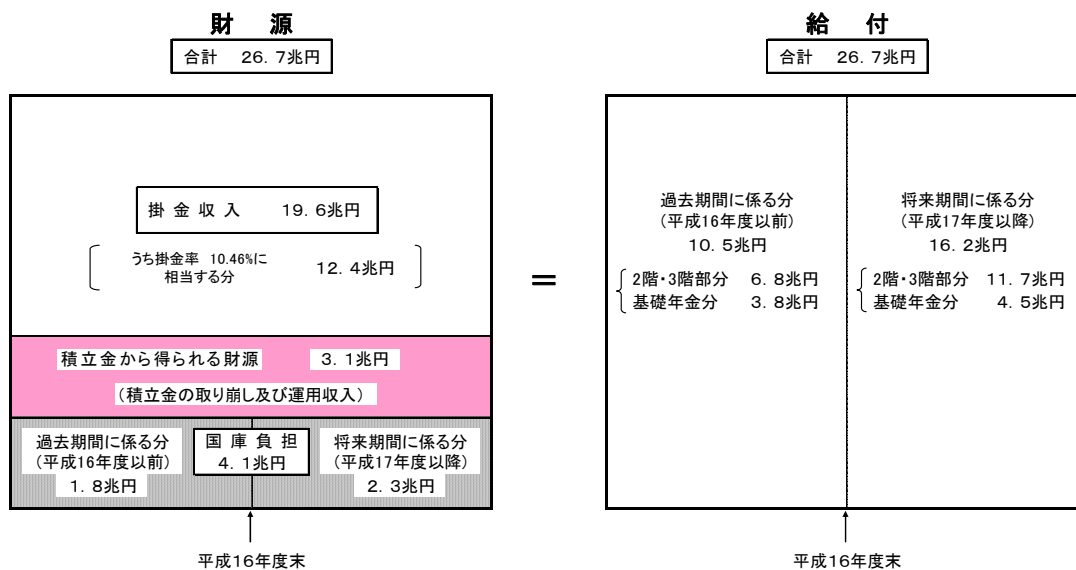 財 源
合計 26.7兆円
掛 金 収 入 19.6兆円
うち掛金率 10.46%に
相当する分
12.4兆円
積立金から得られる財源 3.1兆円
(積立金の取り崩し及び運用収入)
過去期間に係る分
(平成16年度以前)
1.8兆円
国 庫 負 担
4.1兆円
将来期間に係る分
(平成17年度以降)
2.3兆円
平成16年度末
=
給 付
合計 26.7兆円
過去期間に係る分
(平成16年度以前)
10.5兆円
2階・3階部分 6.8兆円
基礎年金分 3.8兆円
将来期間に係る分
(平成17年度以降)
16.2兆円
2階・3階部分 11.7兆円
基礎年金分 4.5兆円
平成16年度末